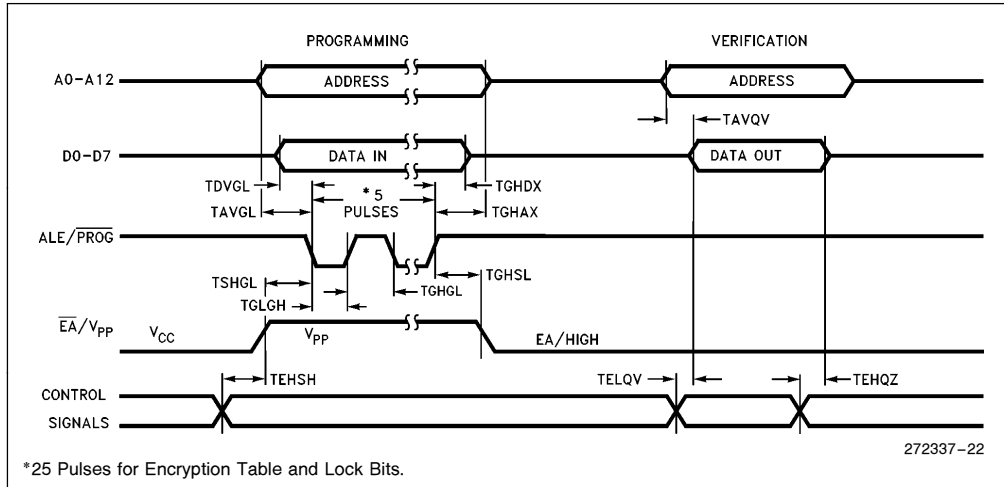 PROGRAMMING VERIFICATION
A0–A12 ADDRESS ADDRESS
TAVQV
D0–D7 DATA IN DATA OUT
TDVGL *5 TGHDX
TAVGL PULSES TGHAX
ALE/PROG
TSHGL TGHSL
TGLGH TGHGL
EA/VPP VCC VPP EA/HIGH
TEHSH TELQV TEHQZ
CONTROL
SIGNALS
272337–22
*25 Pulses for Encryption Table and Lock Bits.